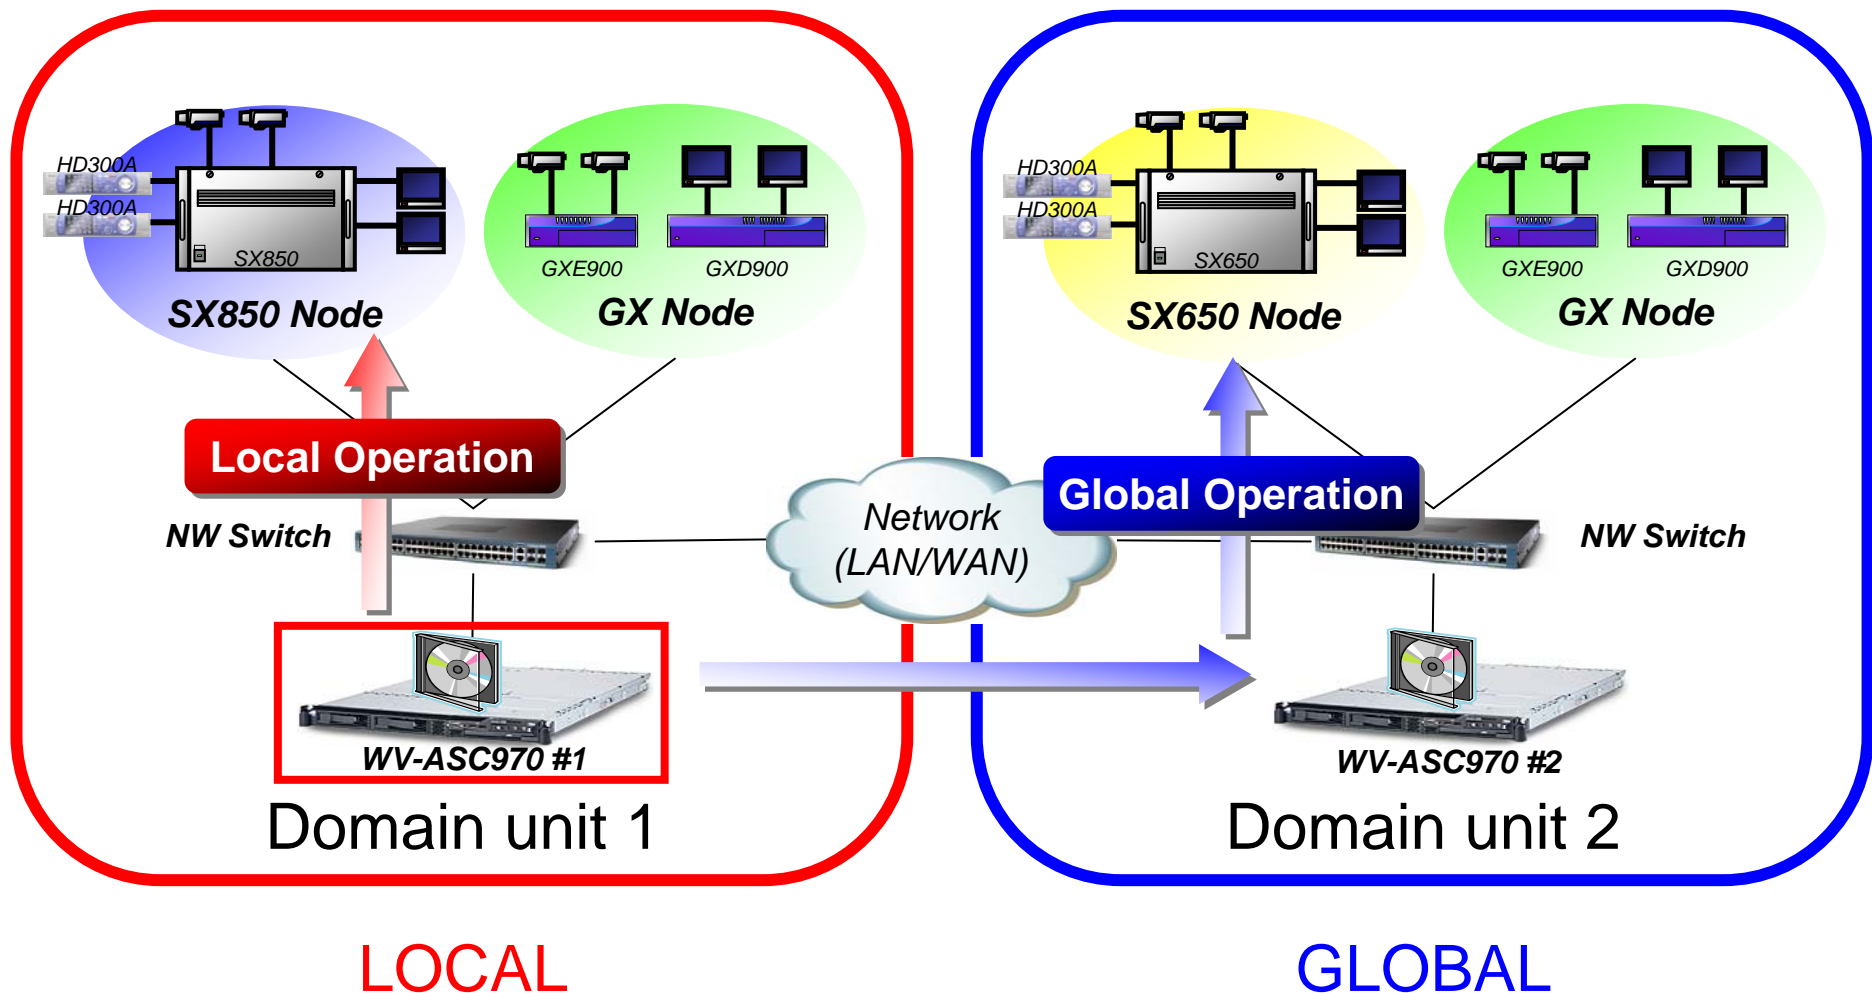 HD300A
HD300A
SX850
SX850 Node
GXE900
GXD900
GX Node
Local Operation
NW Switch
WV-ASC970 #1
Domain unit 1
LOCAL
Network
(LAN/WAN)
HD300A
HD300A
SX650
SX650 Node
GXE900
GXD900
GX Node
Global Operation
NW Switch
WV-ASC970 #2
Domain unit 2
GLOBAL